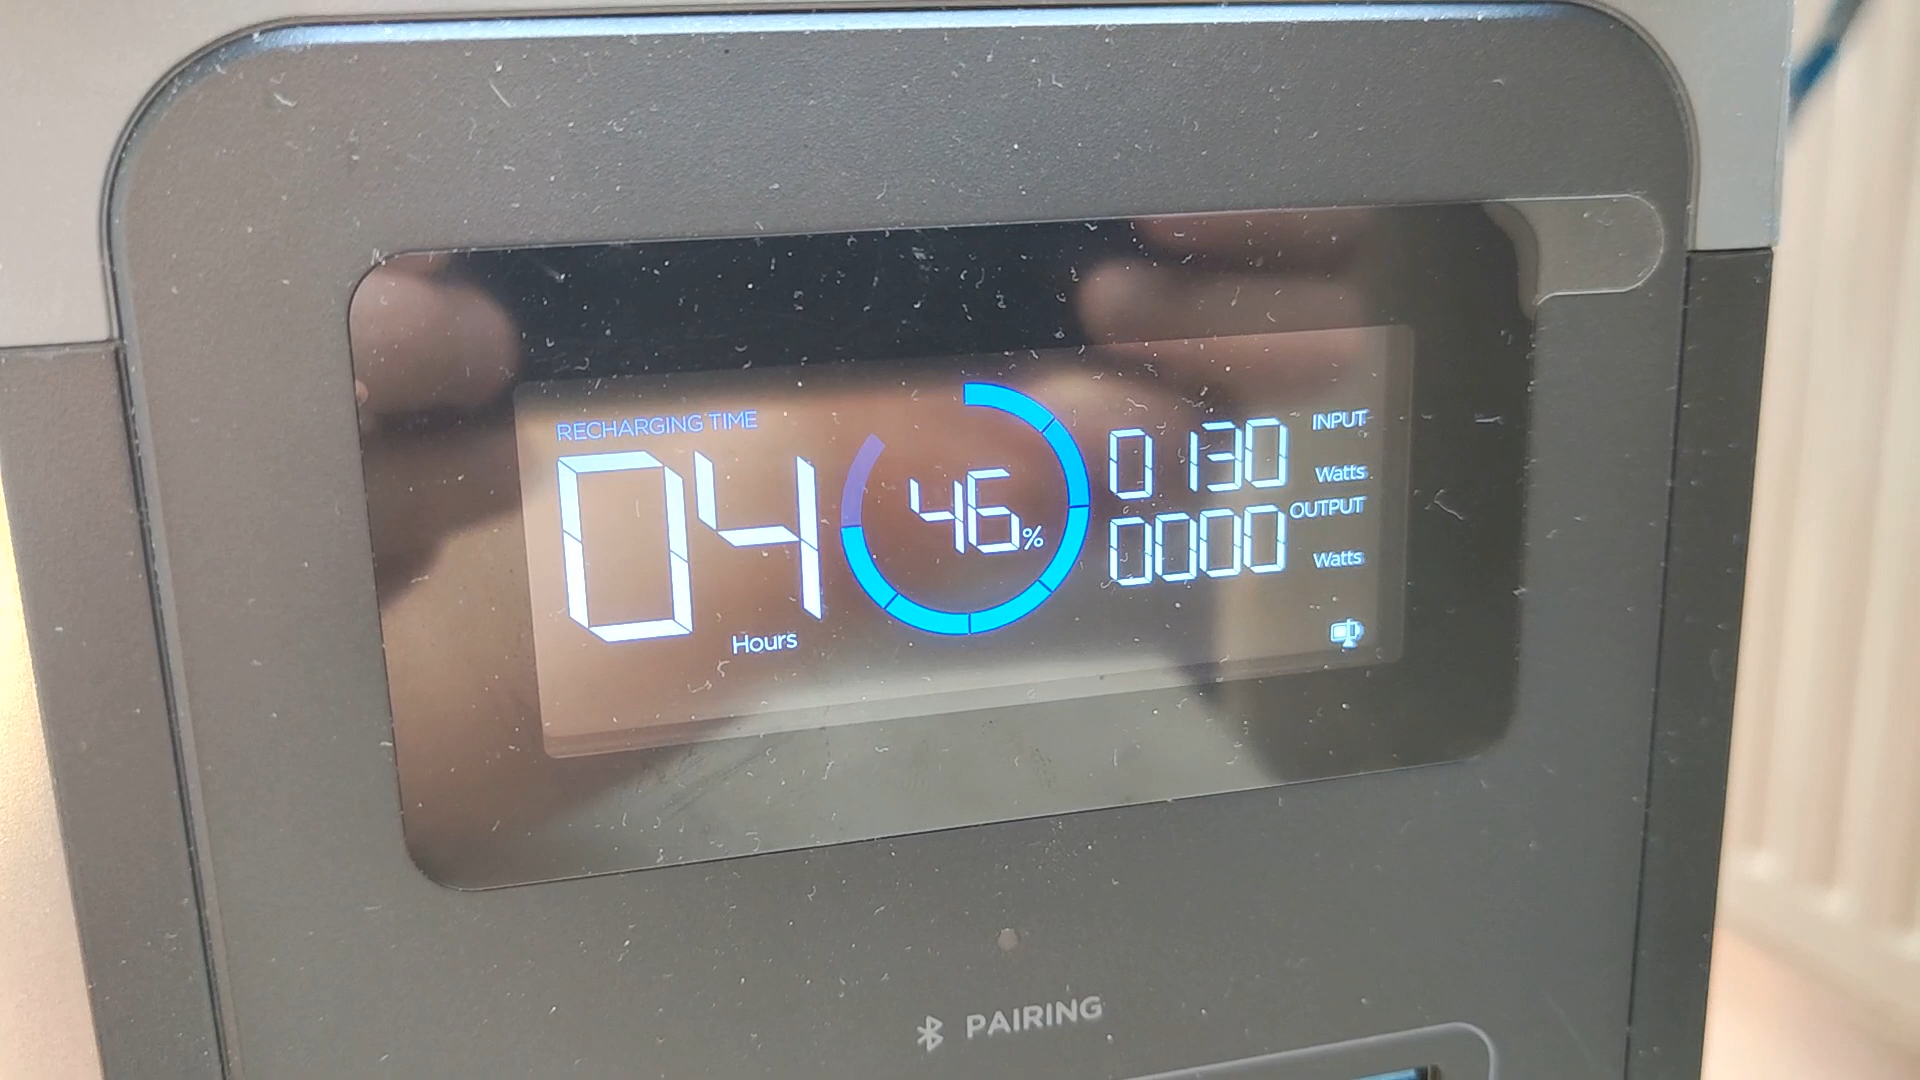 RECHARGING TIME
04
Hours
46%
0130
INPUT
Watts
0000
OUTPUT
Watts
PAIRING